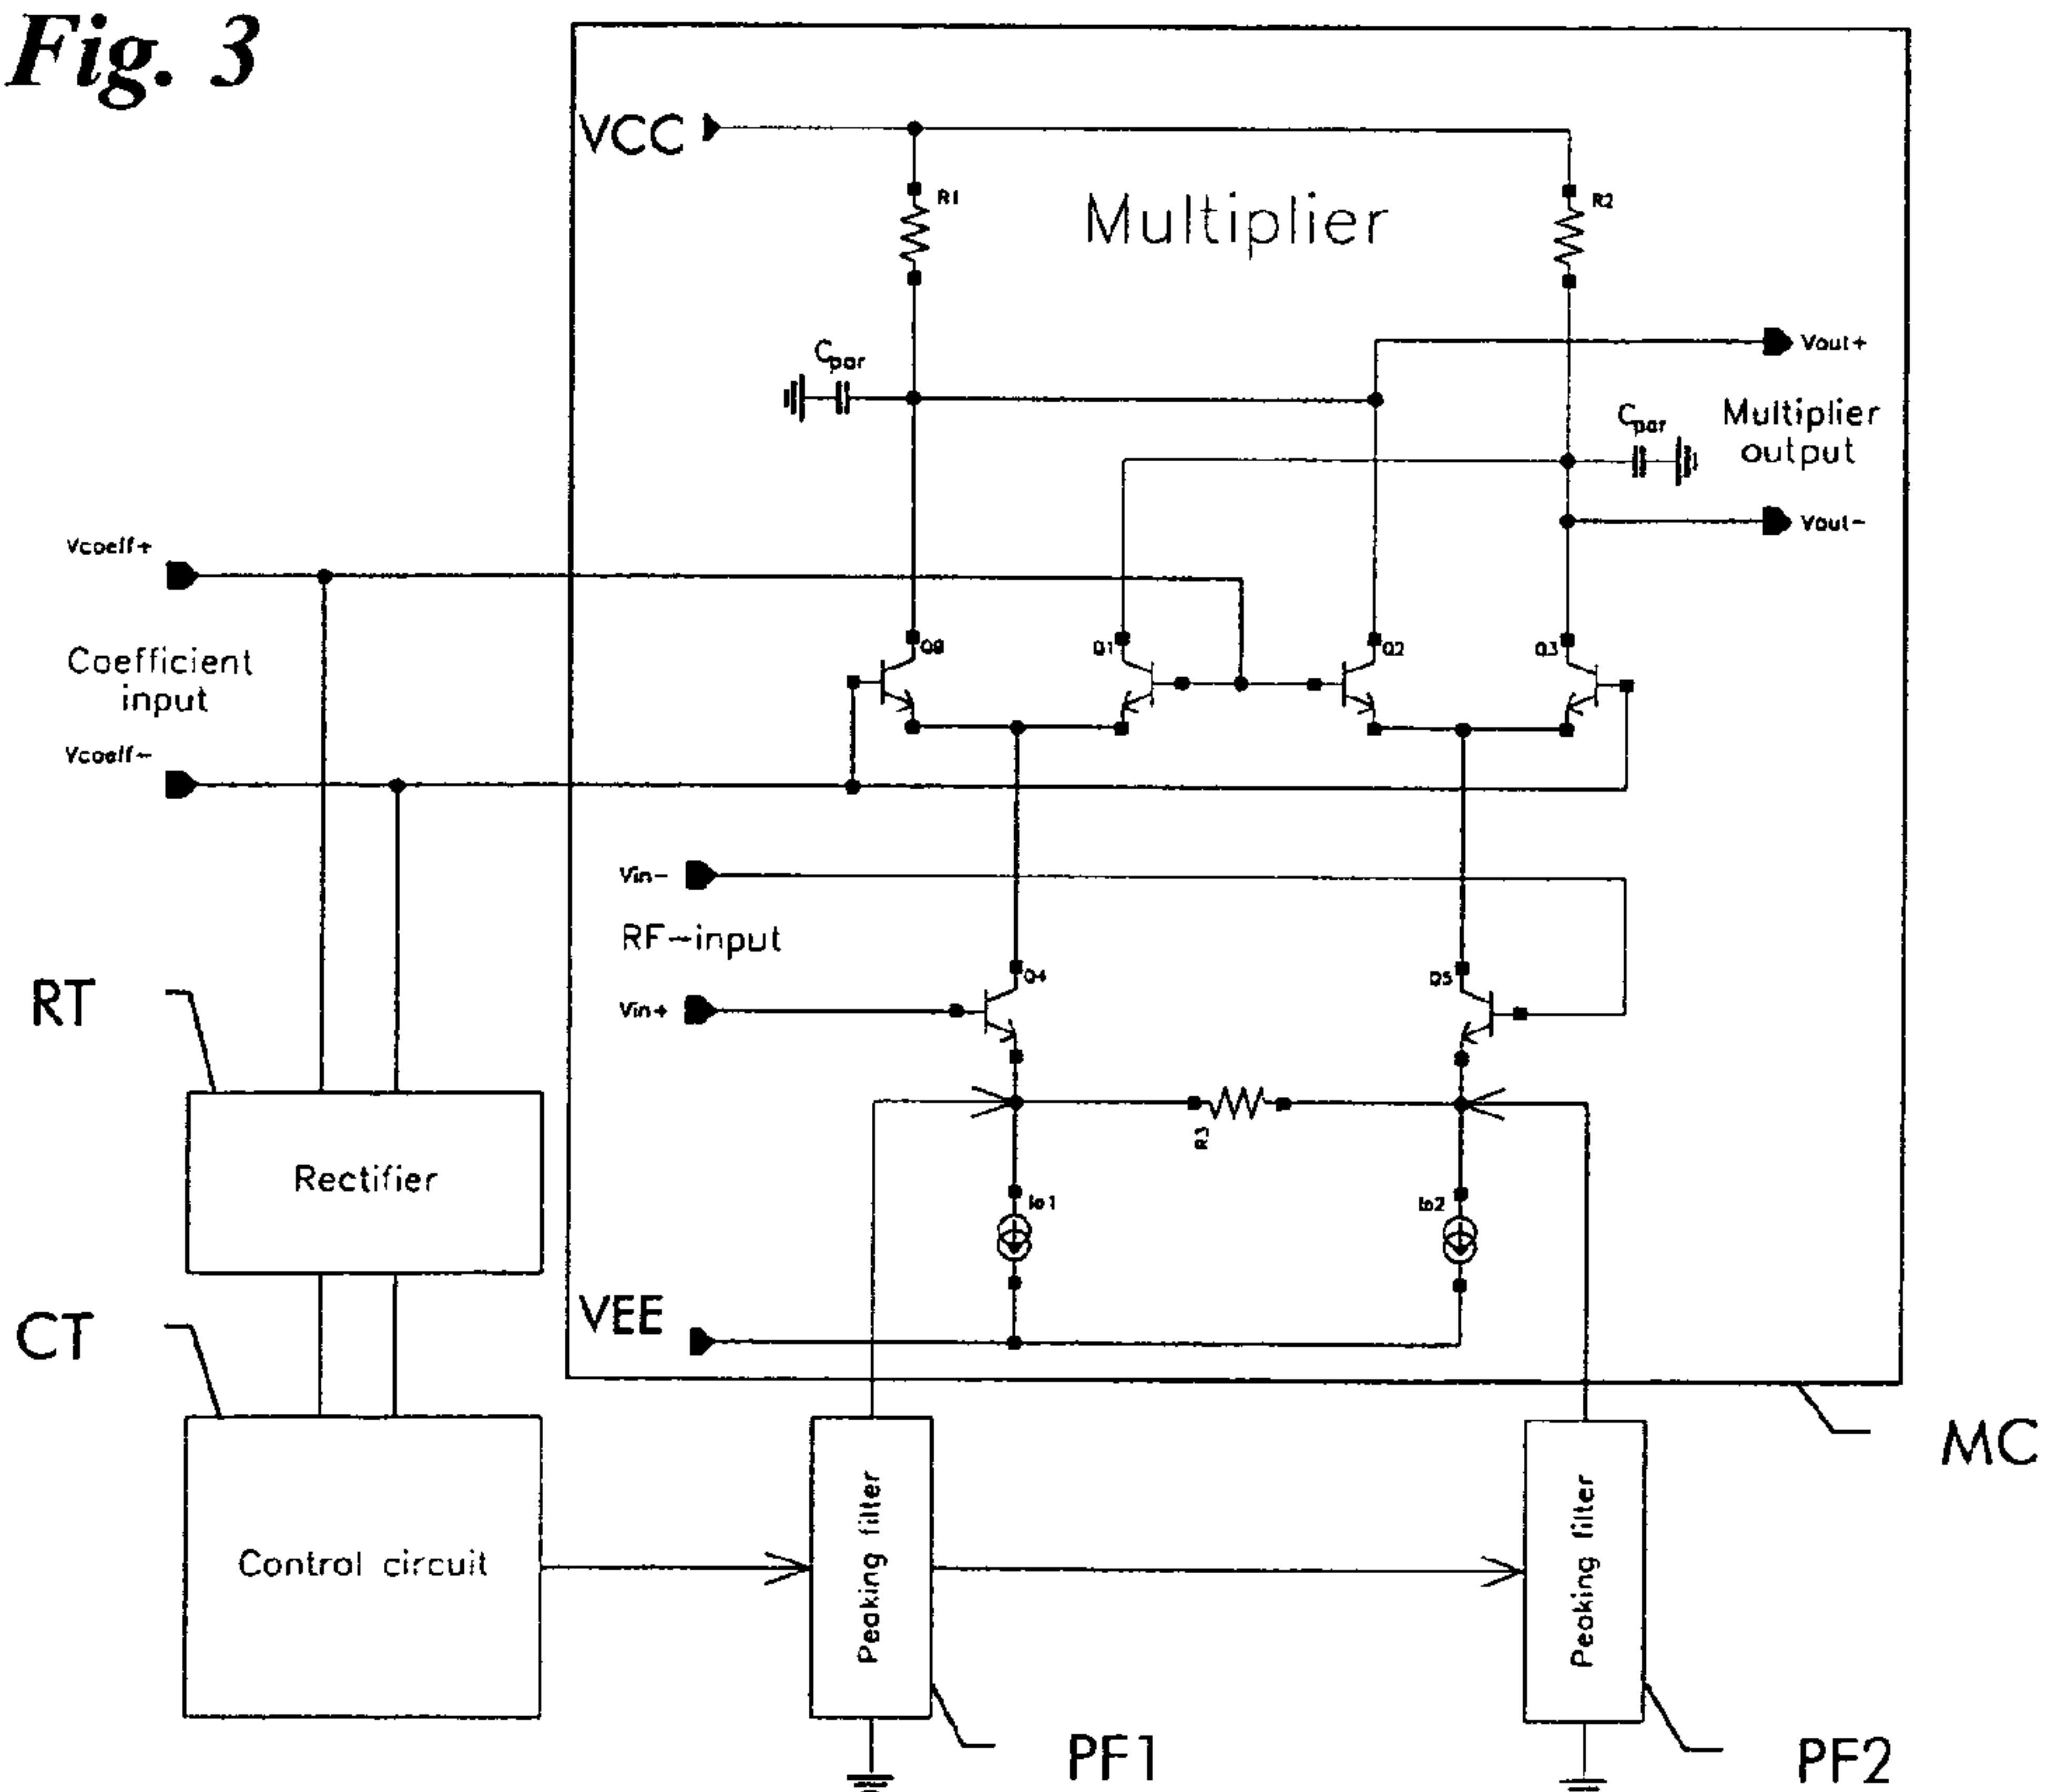 Fig. 3
VCC
R1
R2
Multiplier
Cpar
Vout+
Cpar
Multiplier
output
Vout-
Vcoeff+
Coefficient
input
Vcoeff-
Q0
Q1
Q2
Q3
Vin-
RF-input
Vin+
Q4
Q5
RT
Rectifier
R3
Io1
Io2
VEE
CT
MC
Control circuit
Peaking filter
Peaking filter
PF1
PF2